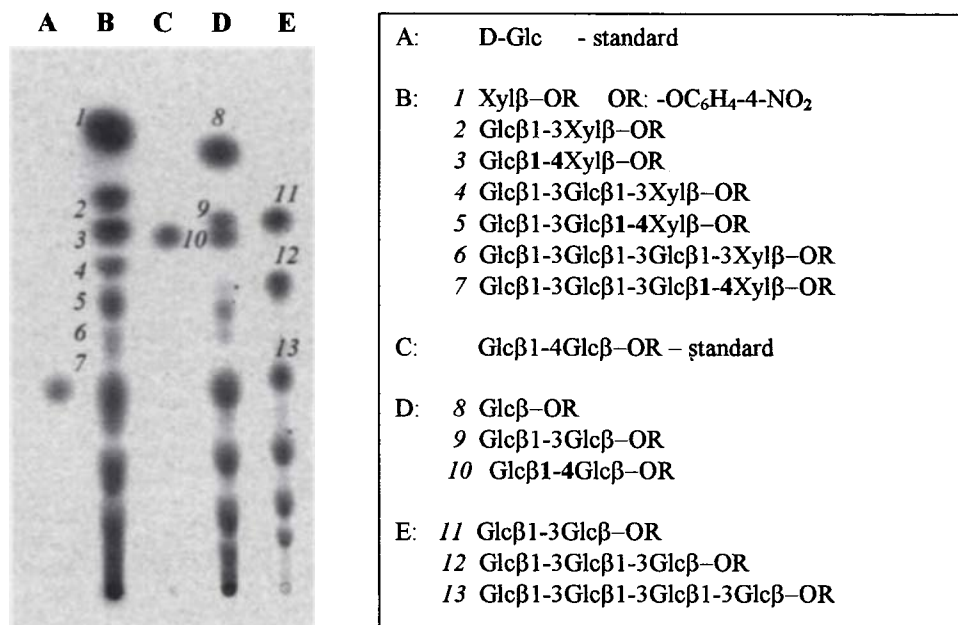 A B C D E
1
2
3
4
5
6
7
8
9
10
11
12
13
A: D-Glc - standard
B: 1 Xylβ–OR OR: -OC₆H₄-4-NO₂
2 Glcβ1-3Xylβ–OR
3 Glcβ1-4Xylβ–OR
4 Glcβ1-3Glcβ1-3Xylβ–OR
5 Glcβ1-3Glcβ1-4Xylβ–OR
6 Glcβ1-3Glcβ1-3Glcβ1-3Xylβ–OR
7 Glcβ1-3Glcβ1-3Glcβ1-4Xylβ–OR
C: Glcβ1-4Glcβ–OR – standard
D: 8 Glcβ–OR
9 Glcβ1-3Glcβ–OR
10 Glcβ1-4Glcβ–OR
E: 11 Glcβ1-3Glcβ–OR
12 Glcβ1-3Glcβ1-3Glcβ–OR
13 Glcβ1-3Glcβ1-3Glcβ1-3Glcβ–OR